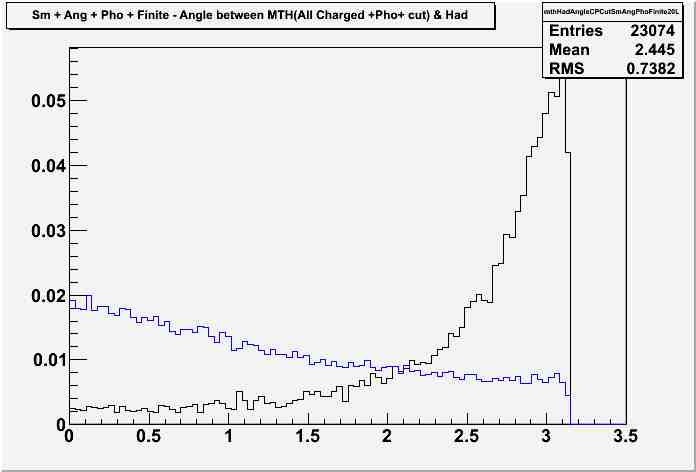 Sm + Ang + Pho + Finite - Angle between MTH(All Charged +Pho+ cut) & Had
mthHadAngleCPCutSmAngPhoFinite20L
Entries 23074
Mean 2.445
RMS 0.7382
0.05
0.04
0.03
0.02
0.01
0
0 0.5 1 1.5 2 2.5 3 3.5